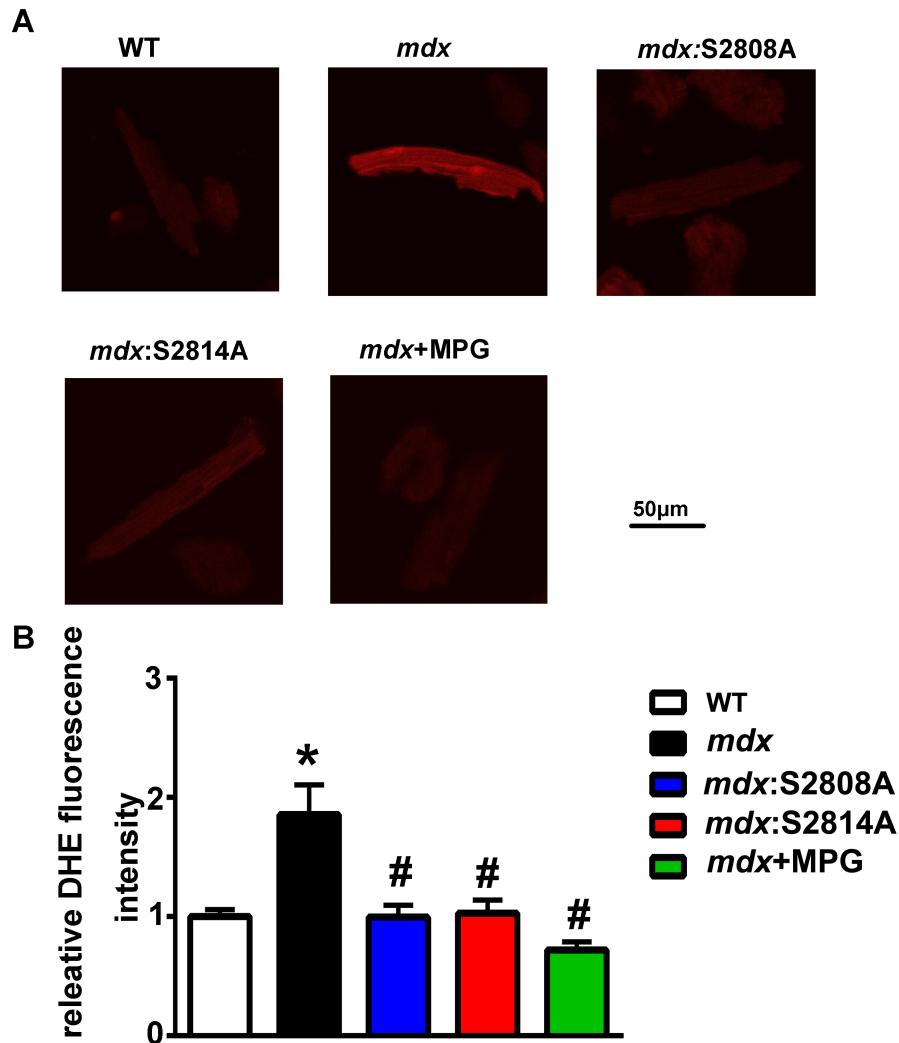 A
WT
mdx
mdx:S2808A
mdx:S2814A
mdx+MPG
50µm
B
releative DHE fluorescence
intensity
3
2
1
0
*
#
#
#
WT
mdx
mdx:S2808A
mdx:S2814A
mdx+MPG